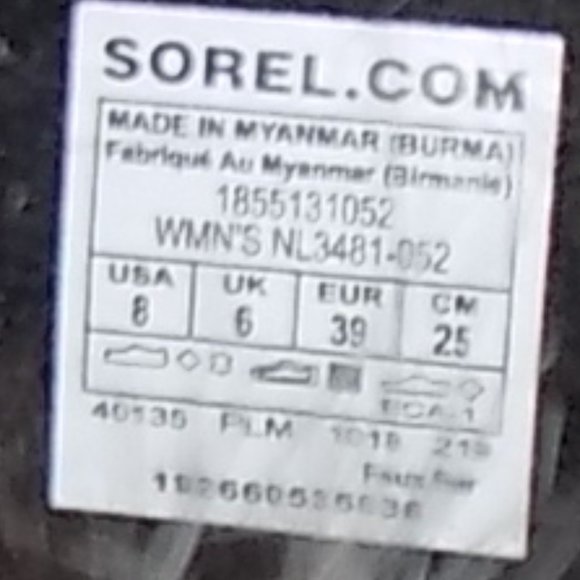 SOREL.COM
MADE IN MYANMAR (BURMA)
Fabriqué Au Myanmar (Birmanie)
1855131052
WMN'S NL3481-052
USA UK EUR CM
8 6 39 25
PLM
Faux fur